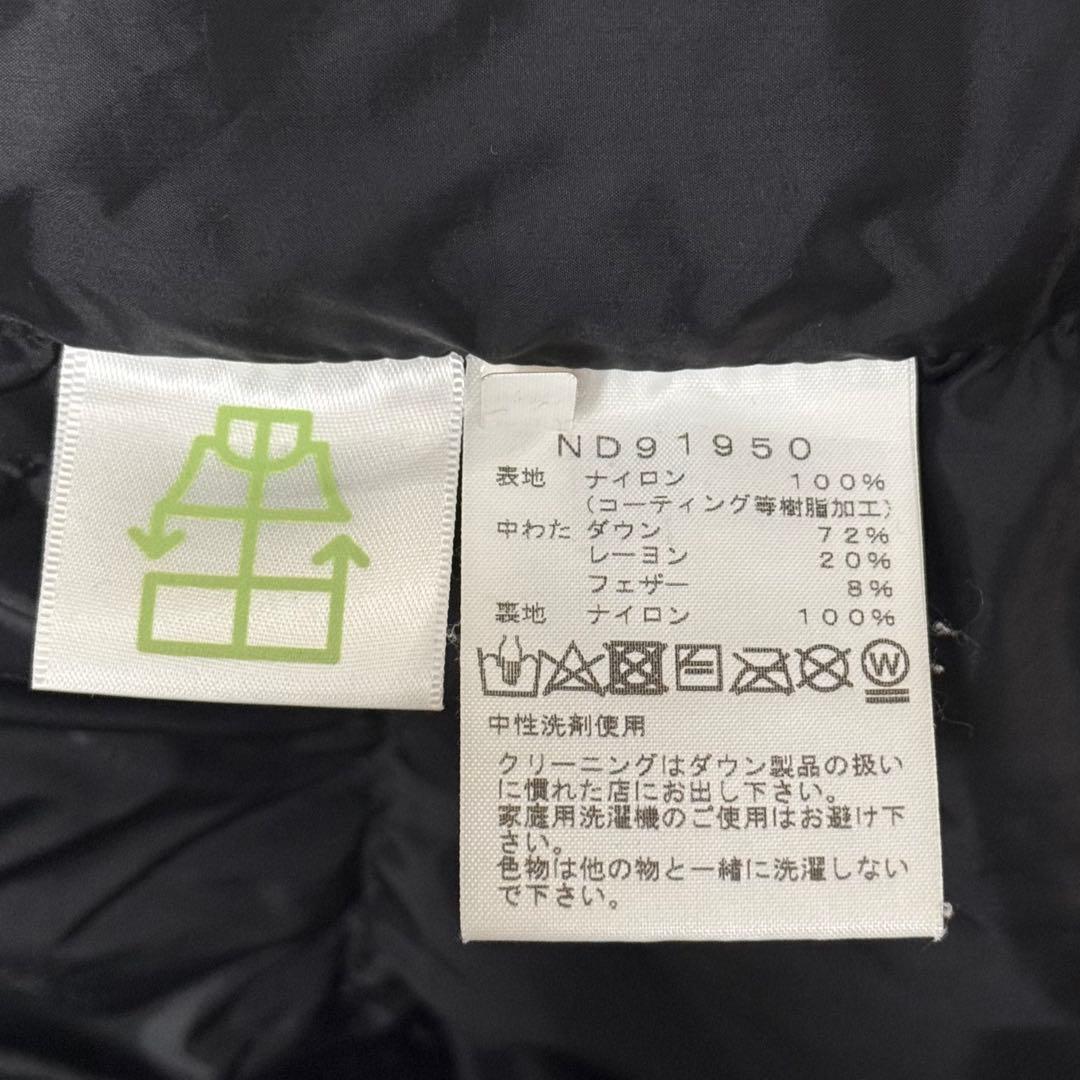 ND91950
表地 ナイロン 100%
(コーティング等樹脂加工)
中わた ダウン 72%
レーヨン 20%
フェザー 8%
裏地 ナイロン 100%
W
中性洗剤使用
クリーニングはダウン製品の扱い
に慣れた店にお出し下さい。
家庭用洗濯機のご使用はお避け下
さい。
色物は他の物と一緒に洗濯しない
で下さい。